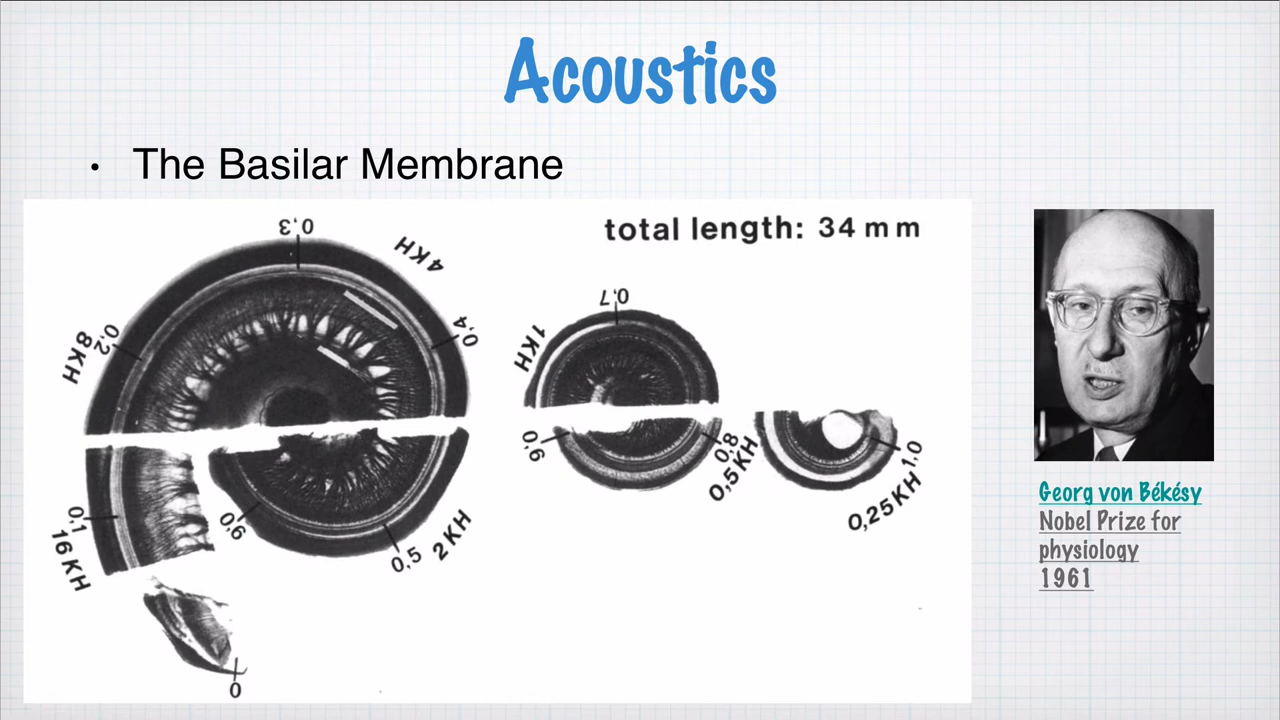 Acoustics
• The Basilar Membrane
total length: 34 mm
0,3
4KH
0,2
8KH
0,4
0,7
1KH
0,6
0,8
0,5KH
1,0
0,25KH
0,1
16KH
0,6
0,5
2KH
0
Georg von Békésy
Nobel Prize for
physiology
1961